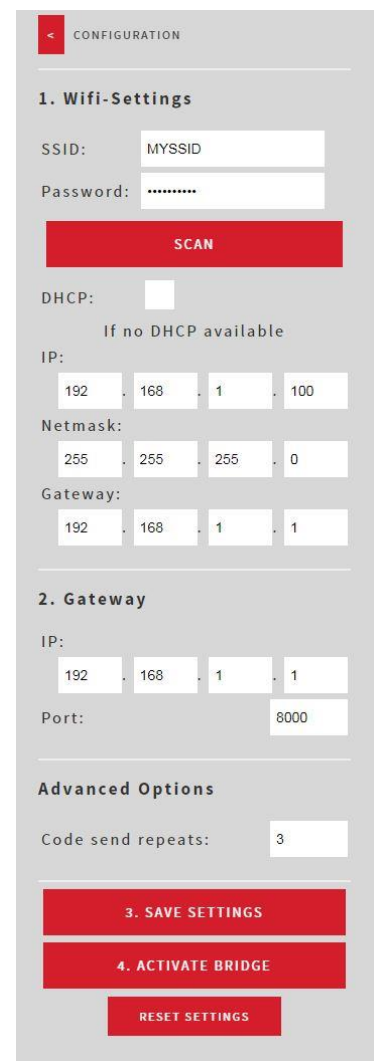 < CONFIGURATION
1. Wifi-Settings
SSID: MYSSID
Password: ••••••••••
SCAN
DHCP:
If no DHCP available
IP:
192 . 168 . 1 . 100
Netmask:
255 . 255 . 255 . 0
Gateway:
192 . 168 . 1 . 1
2. Gateway
IP:
192 . 168 . 1 . 1
Port: 8000
Advanced Options
Code send repeats: 3
3. SAVE SETTINGS
4. ACTIVATE BRIDGE
RESET SETTINGS